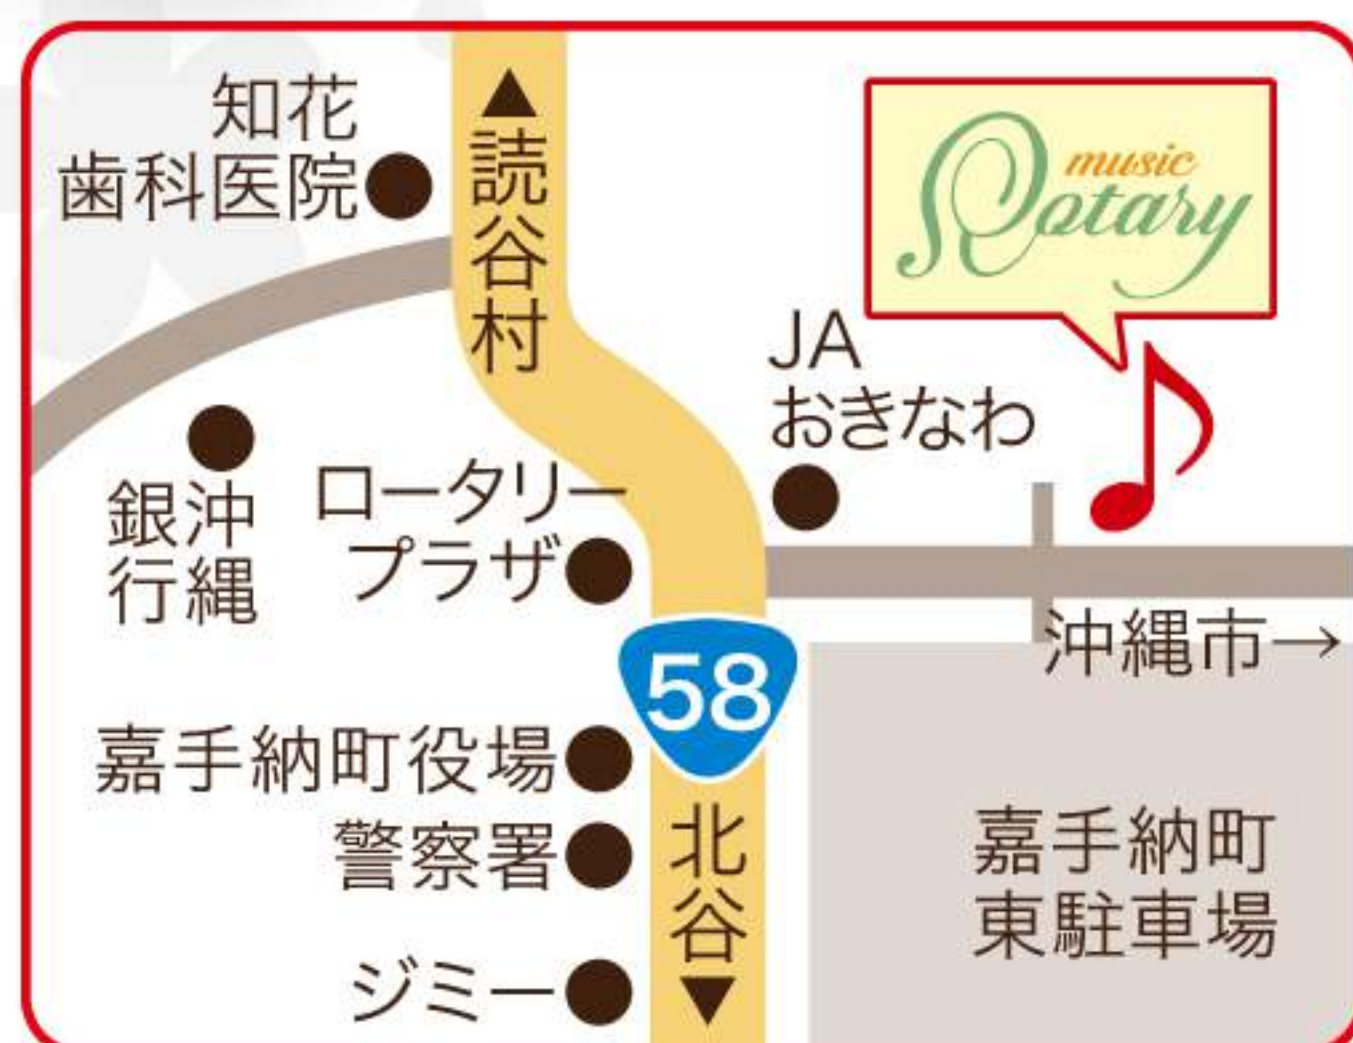 知花
歯科医院
▲読谷村
music
Rotary
JA
おきなわ
銀沖
行縄
ロータリー
プラザ
58
沖縄市→
嘉手納町役場
警察署
ジミー
北谷▼
嘉手納町
東駐車場